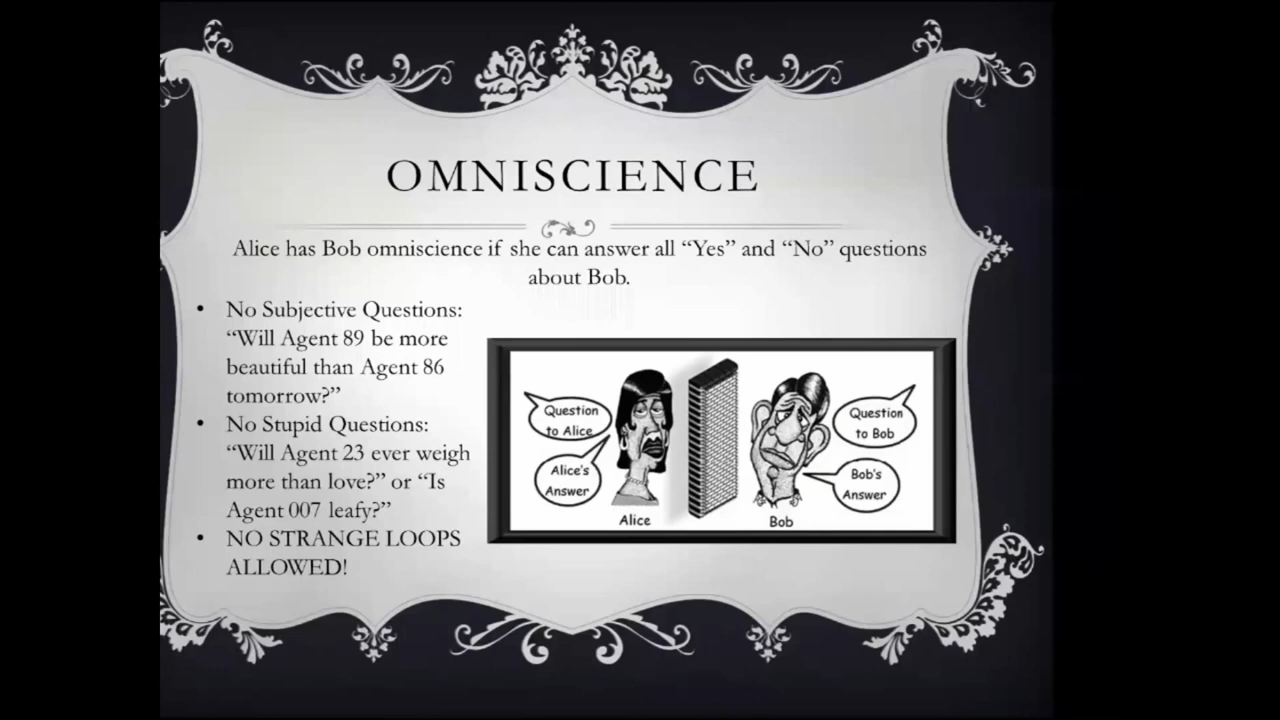 OMNISCIENCE
Alice has Bob omniscience if she can answer all “Yes” and “No” questions
about Bob.
• No Subjective Questions:
“Will Agent 89 be more
beautiful than Agent 86
tomorrow?”
• No Stupid Questions:
“Will Agent 23 ever weigh
more than love?” or “Is
Agent 007 leafy?”
• NO STRANGE LOOPS
ALLOWED!
Question
to Alice
Alice's
Answer
Alice
Question
to Bob
Bob's
Answer
Bob